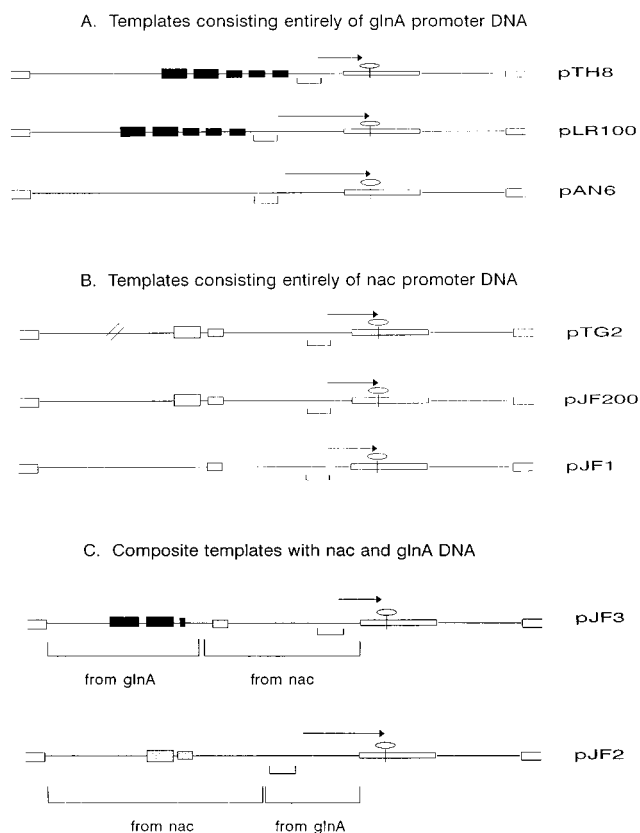 A. Templates consisting entirely of glnA promoter DNA
pTH8
pLR100
pAN6
B. Templates consisting entirely of nac promoter DNA
pTG2
pJF200
pJF1
C. Composite templates with nac and glnA DNA
pJF3
from glnA from nac
pJF2
from nac from glnA